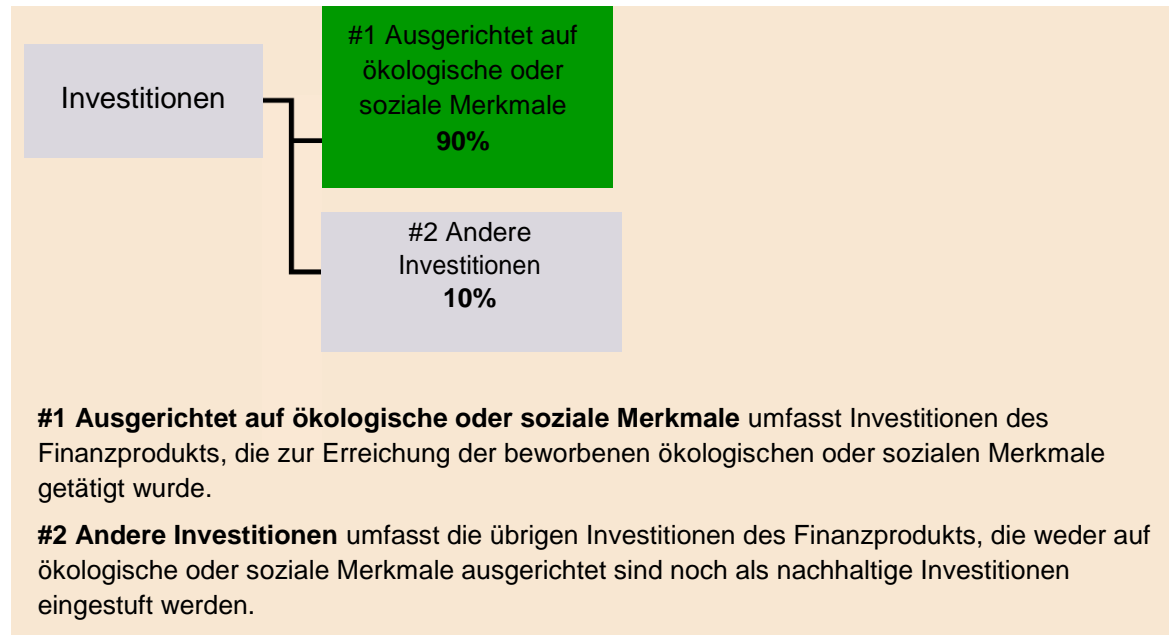 Investitionen
#1 Ausgerichtet auf
ökologische oder
soziale Merkmale
90%
#2 Andere
Investitionen
10%
#1 Ausgerichtet auf ökologische oder soziale Merkmale umfasst Investitionen des
Finanzprodukts, die zur Erreichung der beworbenen ökologischen oder sozialen Merkmale
getätigt wurde.
#2 Andere Investitionen umfasst die übrigen Investitionen des Finanzprodukts, die weder auf
ökologische oder soziale Merkmale ausgerichtet sind noch als nachhaltige Investitionen
eingestuft werden.